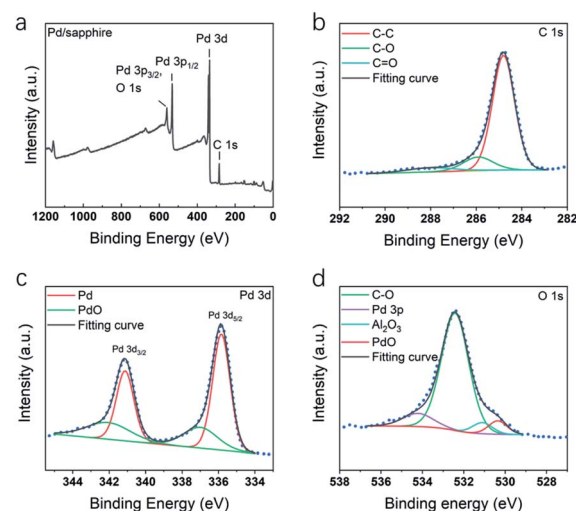 a
Pd/sapphire
Pd 3d
Pd 3p₃/₂,
O 1s
Pd 3p₁/₂
C 1s
Intensity (a.u.)
1200 1000 800 600 400 200 0
Binding Energy (eV)
b
C 1s
C-C
C-O
C=O
Fitting curve
Intensity (a.u.)
292 290 288 286 284 282
Binding Energy (eV)
c
Pd 3d
Pd
PdO
Fitting curve
Pd 3d₃/₂
Pd 3d₅/₂
Intensity (a.u.)
344 342 340 338 336 334
Binding Energy (eV)
d
O 1s
C-O
Pd 3p
Al₂O₃
PdO
Fitting curve
Intensity (a.u.)
538 536 534 532 530 528
Binding energy (eV)